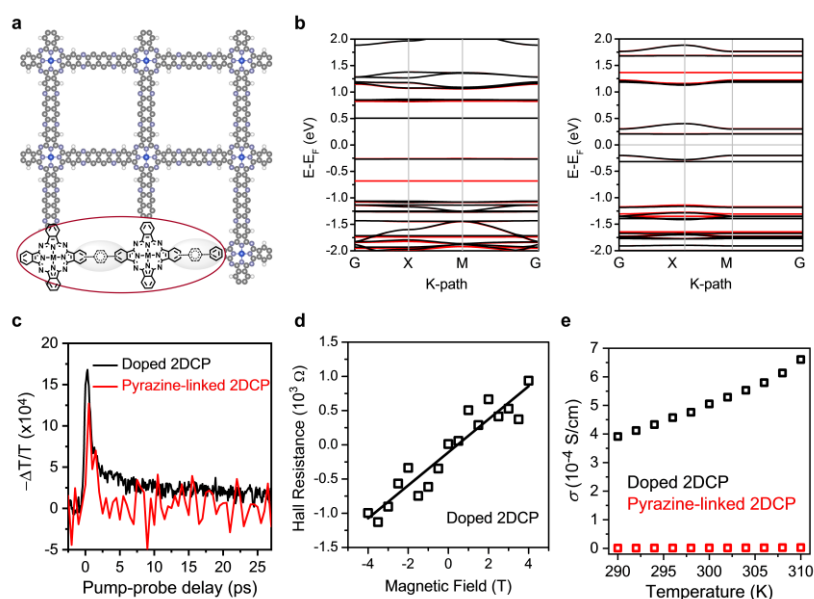 a
b
2.0
1.5
1.0
0.5
0.0
-0.5
-1.0
-1.5
-2.0
E-E_F (eV)
G X M G
K-path
2.0
1.5
1.0
0.5
0.0
-0.5
-1.0
-1.5
-2.0
E-E_F (eV)
G X M G
K-path
c
20
15
10
5
0
-5
−ΔT/T (x10⁴)
Doped 2DCP
Pyrazine-linked 2DCP
0 5 10 15 20 25
Pump-probe delay (ps)
d
1.5
1.0
0.5
0.0
-0.5
-1.0
-1.5
Hall Resistance (10³ Ω)
Doped 2DCP
-4 -2 0 2 4
Magnetic Field (T)
e
7
6
5
4
3
2
1
0
σ (10⁻⁴ S/cm)
Doped 2DCP
Pyrazine-linked 2DCP
290 295 300 305 310
Temperature (K)